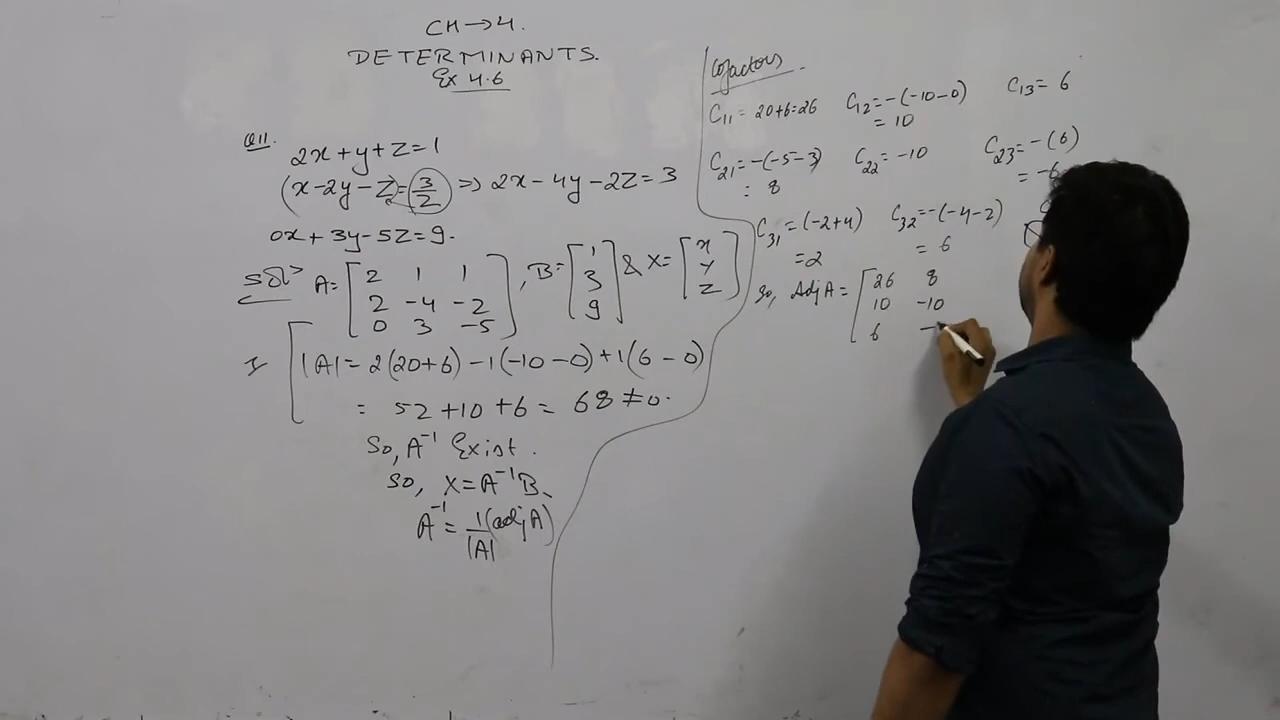 CH→4.
DETERMINANTS.
Ex 4.6
Q11.
2x+y+z=1
(x-2y-z)=3/2 ⇒ 2x-4y-2z=3
0x+3y-5z=9.
Sol> A=[2 1 1
2 -4 -2
0 3 -5], B=[1
3
9] & X=[x
y
z]
|A|=2(20+6)-1(-10-0)+1(6-0)
= 52+10+6= 68≠0.
So, A⁻¹ Exist.
So, X=A⁻¹B
A⁻¹=1/|A| (adj A)
Cofactors
C11 = 20+6=26 C12=-(-10-0) C13= 6
= 10
C21=-(-5-3) C22=-10 C23=-(6)
= 8 = -6
C31=(-2+4) C32=-(-4-2)
=2 = 6
So, Adj A=[26 8
10 -10
6 -